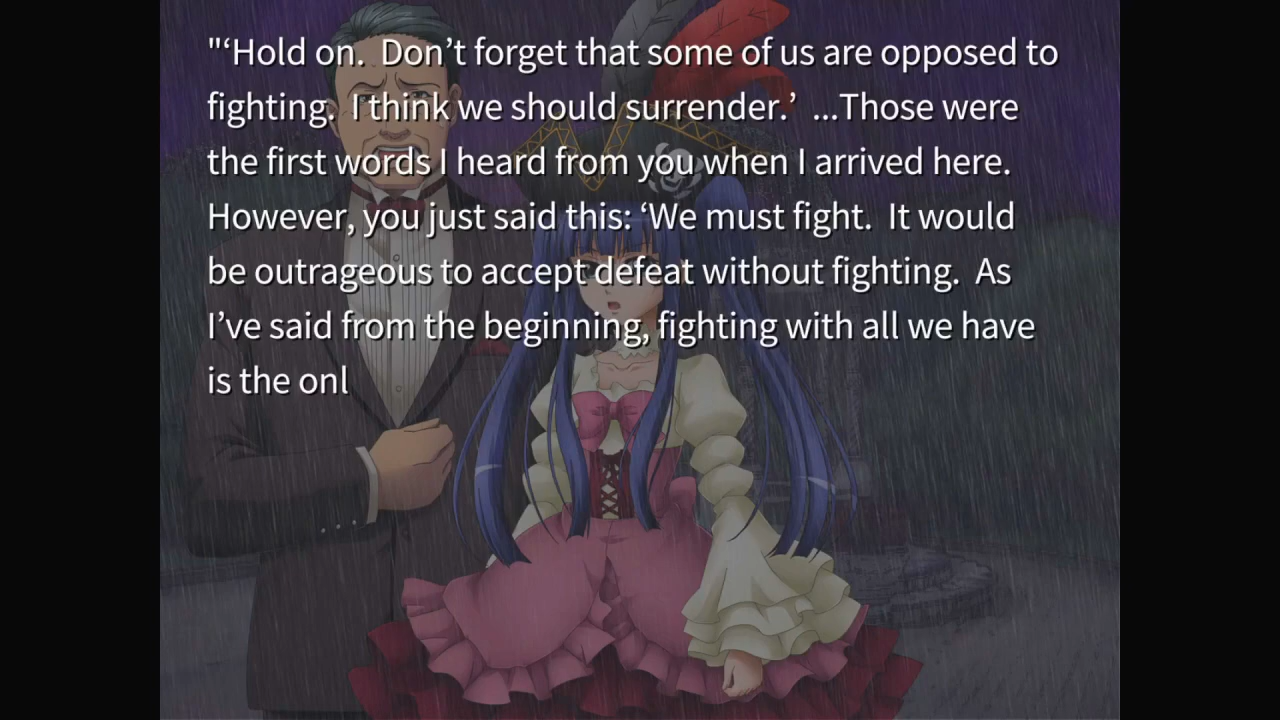 "‘Hold on.  Don’t forget that some of us are opposed to
fighting.  I think we should surrender.’  ...Those were
the first words I heard from you when I arrived here.
However, you just said this: ‘We must fight.  It would
be outrageous to accept defeat without fighting.  As
I’ve said from the beginning, fighting with all we have
is the onl